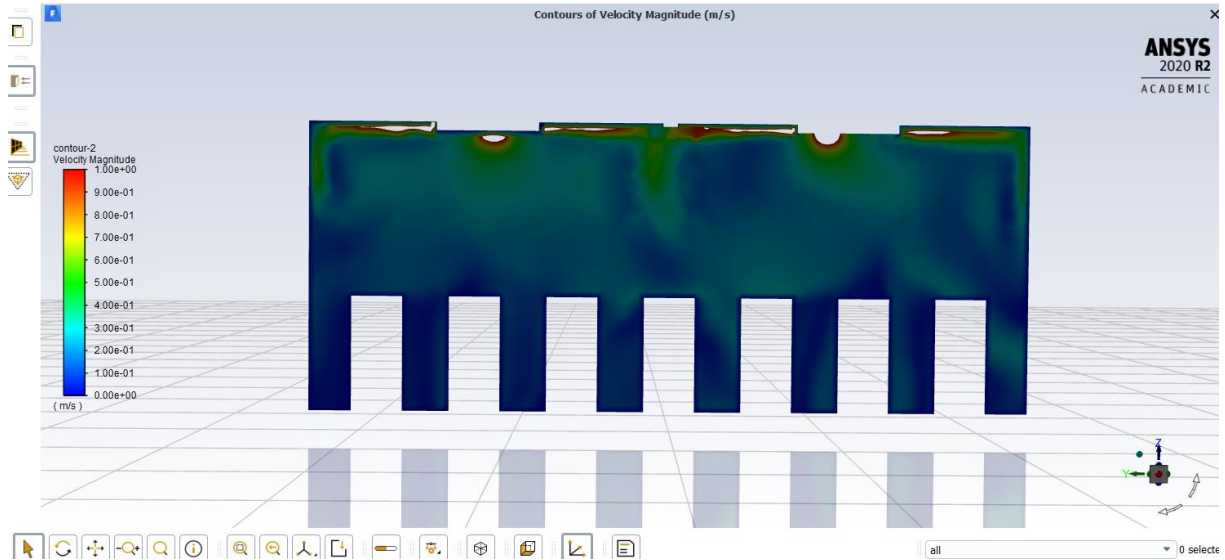 Contours of Velocity Magnitude (m/s)
ANSYS
2020 R2
ACADEMIC
contour-2
Velocity Magnitude
1.00e+00
9.00e-01
8.00e-01
7.00e-01
6.00e-01
5.00e-01
4.00e-01
3.00e-01
2.00e-01
1.00e-01
0.00e+00
( m/s )
Z
Y
all
0 selecte